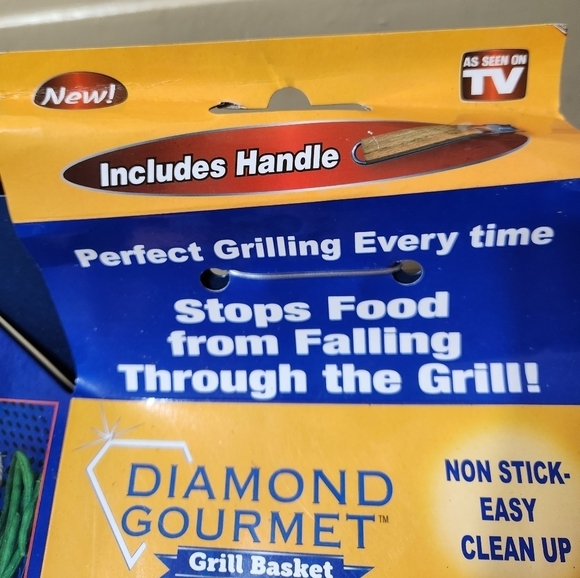 New!
AS SEEN ON
TV
Includes Handle
Perfect Grilling Every time
Stops Food
from Falling
Through the Grill!
DIAMOND
GOURMET™
Grill Basket
NON STICK-
EASY
CLEAN UP